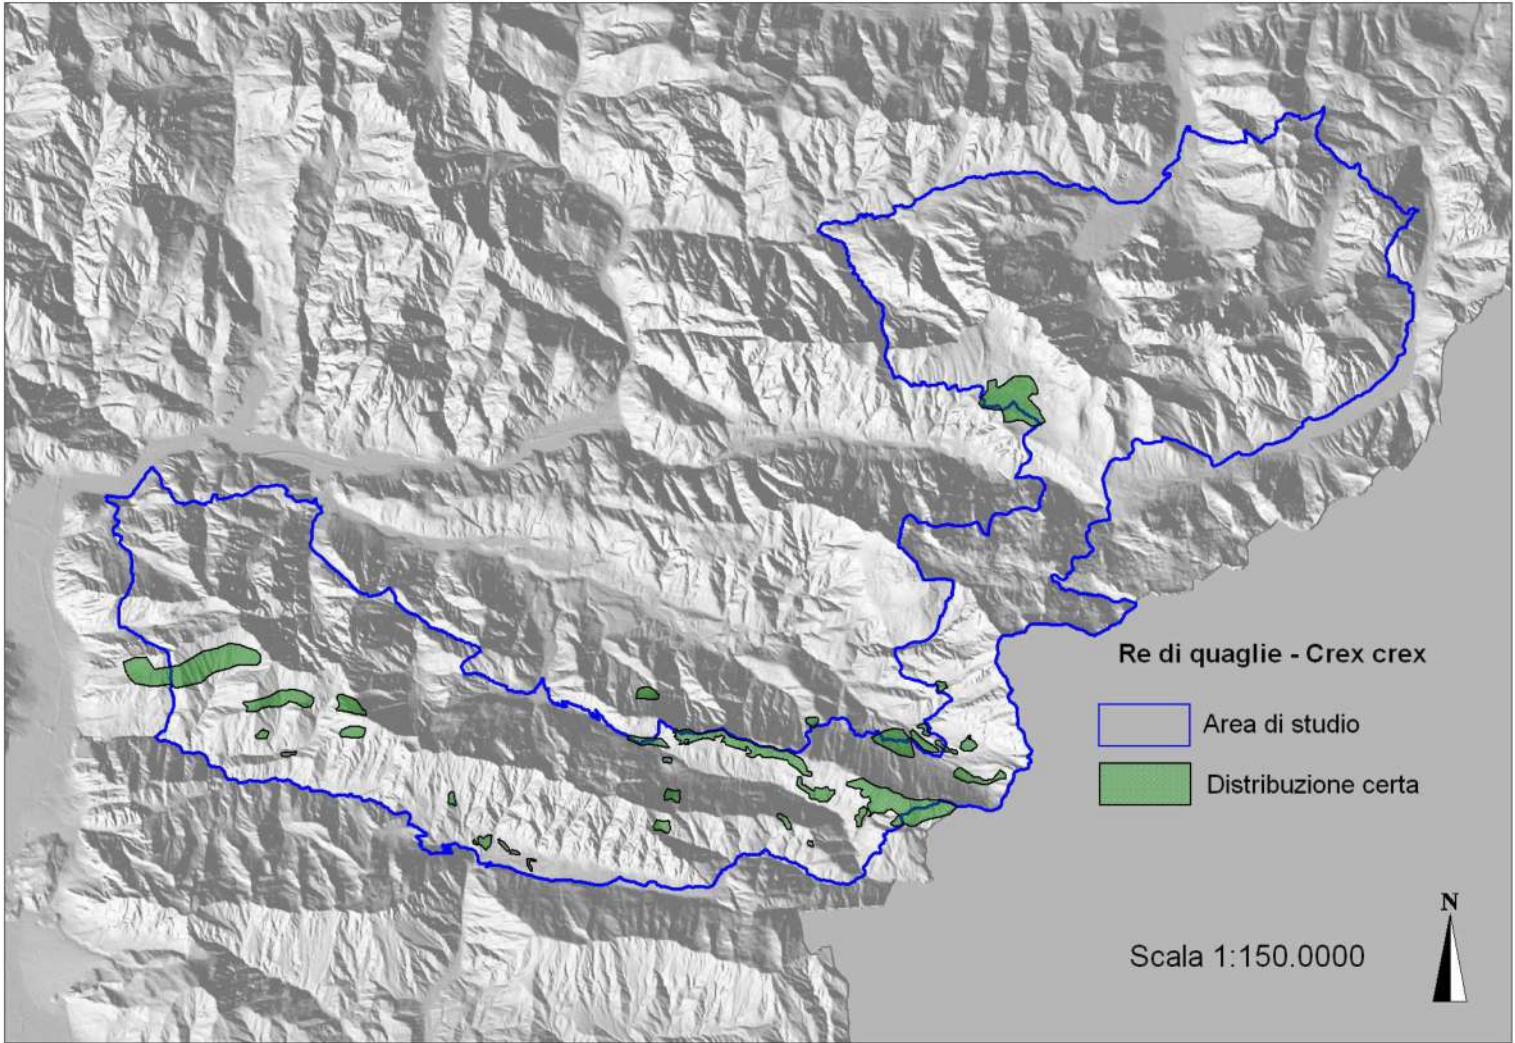 Re di quaglie - Crex crex
Area di studio
Distribuzione certa
N
Scala 1:150.0000